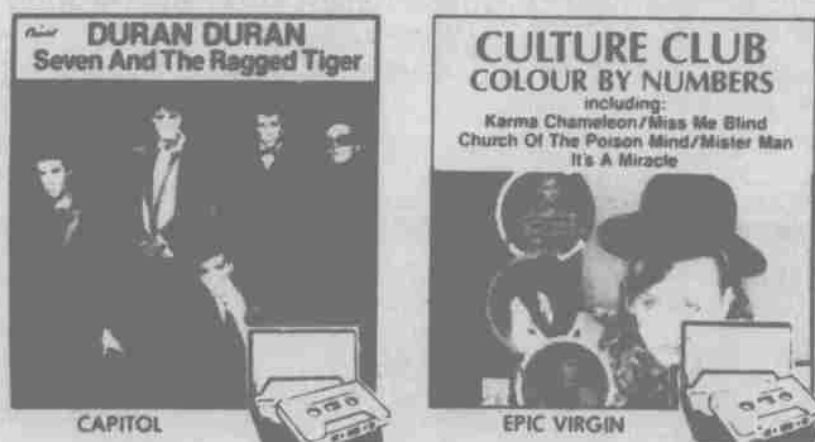 Capitol
DURAN DURAN
Seven And The Ragged Tiger
CAPITOL
CULTURE CLUB
COLOUR BY NUMBERS
including:
Karma Chameleon/Miss Me Blind
Church Of The Poison Mind/Mister Man
It's A Miracle
EPIC VIRGIN